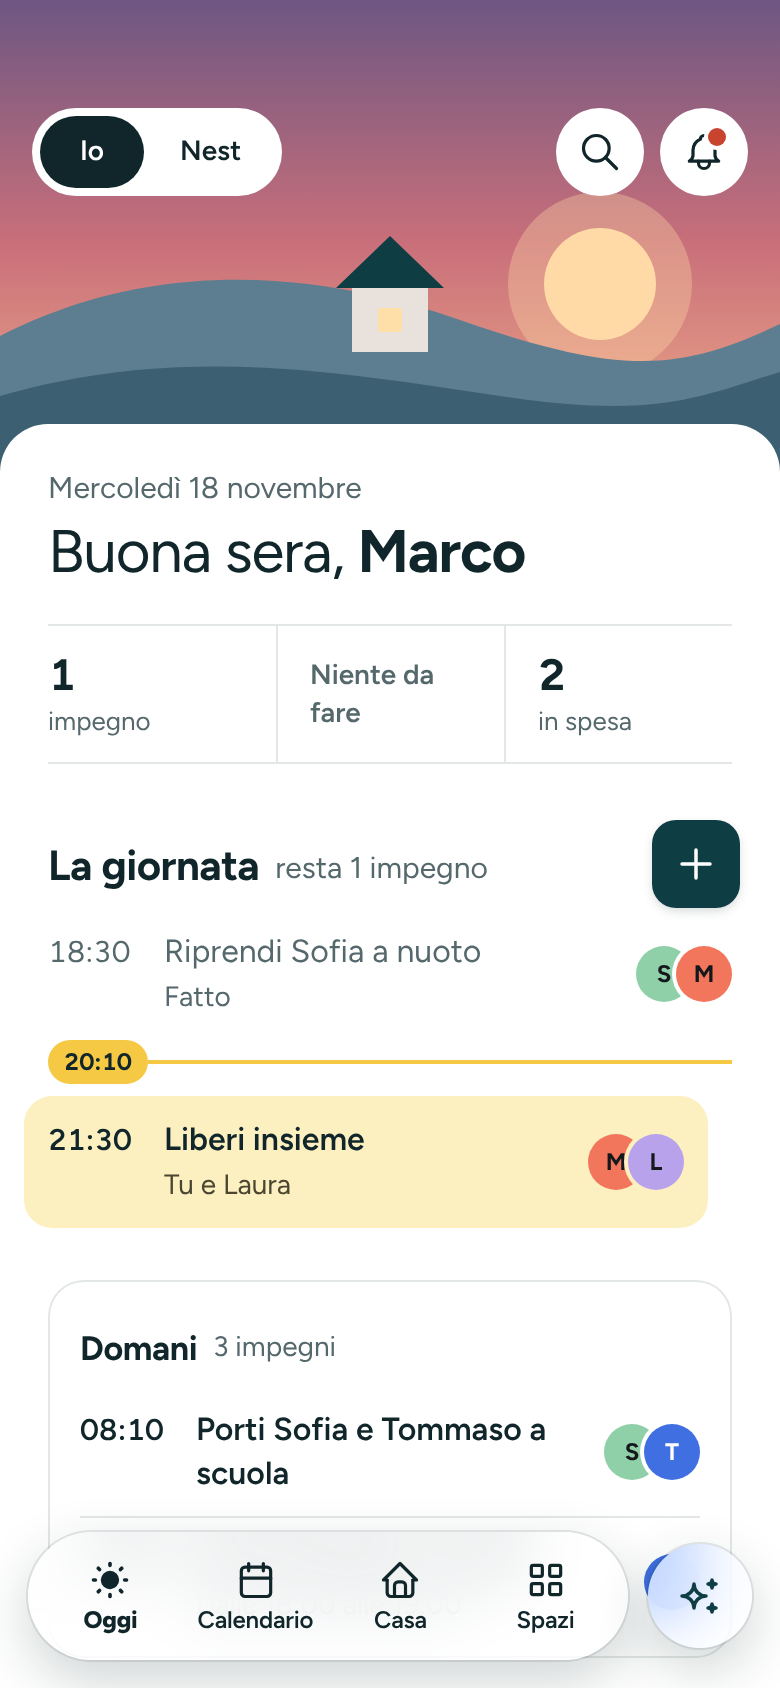 Io Nest
Mercoledì 18 novembre
Buona sera, Marco
1
impegno
Niente da
fare
2
in spesa
La giornata resta 1 impegno
18:30 Riprendi Sofia a nuoto
Fatto
S M
20:10
21:30 Liberi insieme
Tu e Laura
M L
Domani 3 impegni
08:10 Porti Sofia e Tommaso a
scuola
S T
Oggi Calendario Casa Spazi